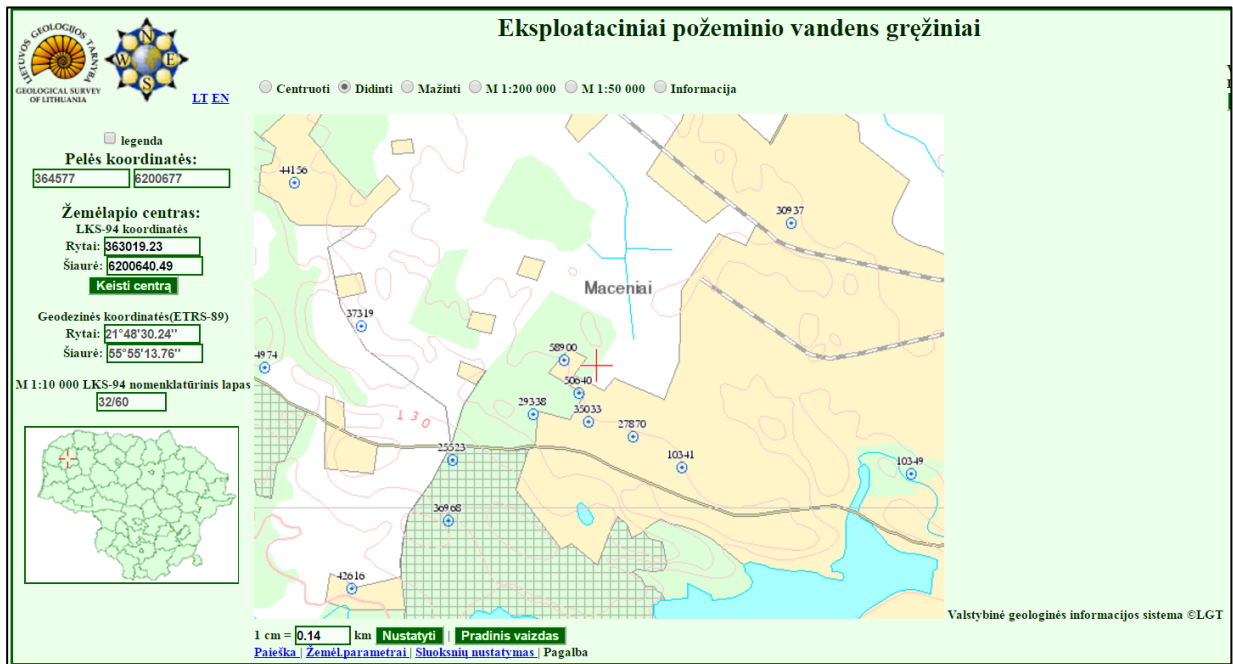 Eksploataciniai požeminio vandens gręžiniai
LIETUVOS GEOLOGIJOS TARNYBA
GEOLOGICAL SURVEY
OF LITHUANIA
N
W E
S
LT EN
Centruoti Didinti Mažinti M 1:200 000 M 1:50 000 Informacija
legenda
Pelės koordinatės:
364577 6200677
Žemėlapio centras:
LKS-94 koordinatės
Rytai: 363019.23
Šiaurė: 6200640.49
Keisti centrą
Geodezinės koordinatės(ETRS-89)
Rytai: 21°48'30.24''
Šiaurė: 55°55'13.76''
M 1:10 000 LKS-94 nomenklatūrinis lapas
32/60
44156
30937
Maceniai
37319
58900
4974
50640
29338
35033
130
27870
25523
10341
10349
36968
42616
Valstybinė geologinės informacijos sistema ©LGT
1 cm = 0.14 km Nustatyti | Pradinis vaizdas
Paieška | Žemėl.parametrai | Sluoksnių nustatymas | Pagalba